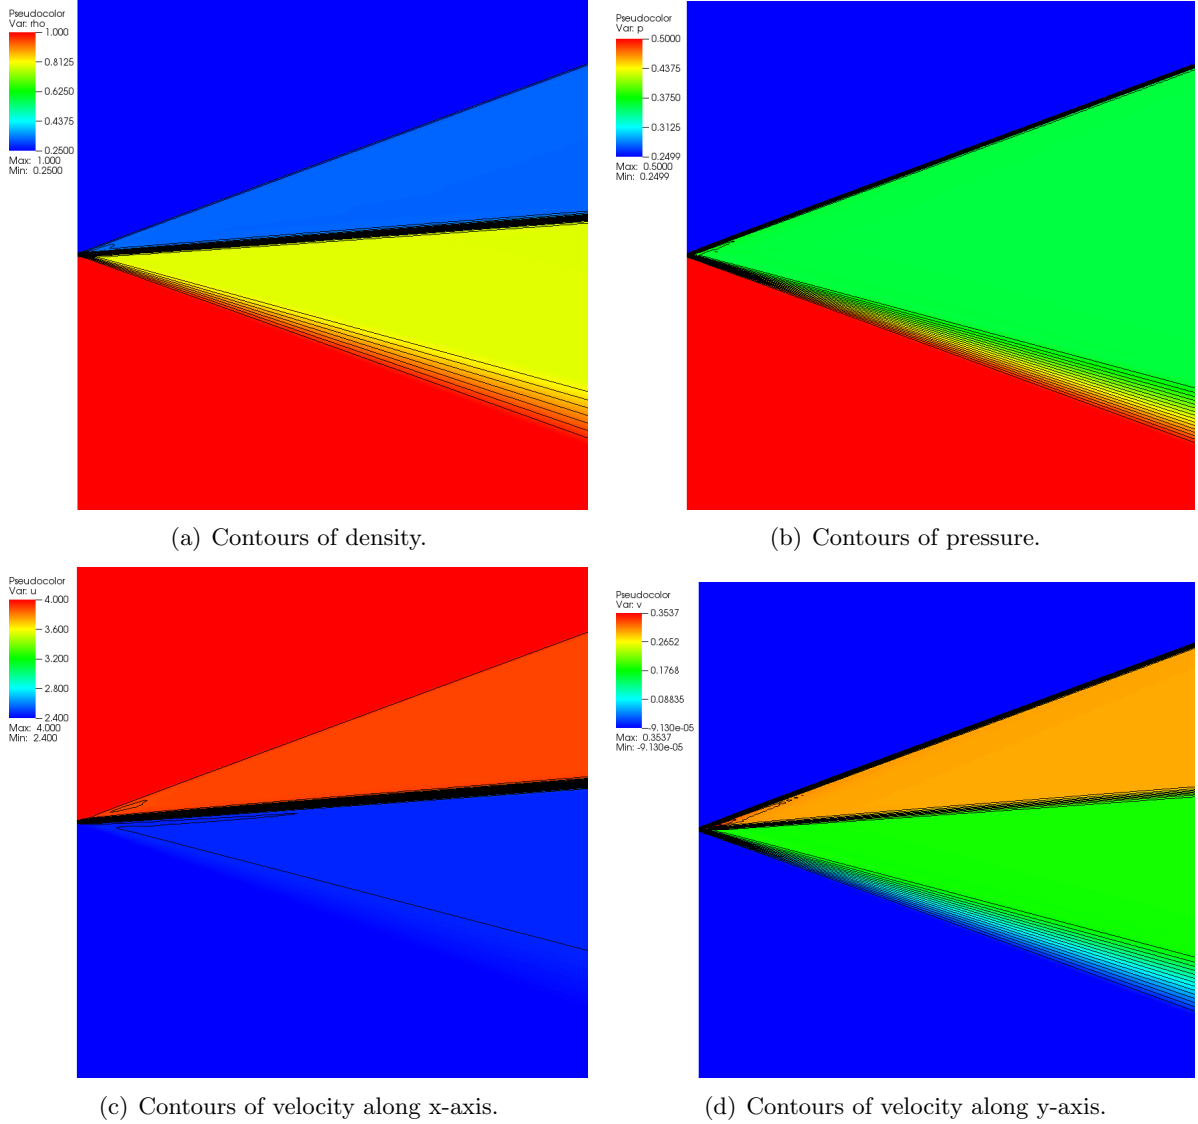 Pseudocolor
Var: rho
1.000
0.8125
0.6250
0.4375
0.2500
Max: 1.000
Min: 0.2500
Pseudocolor
Var: p
0.5000
0.4375
0.3750
0.3125
0.2499
Max: 0.5000
Min: 0.2499
(a) Contours of density.
(b) Contours of pressure.
Pseudocolor
Var: u
4.000
3.600
3.200
2.800
2.400
Max: 4.000
Min: 2.400
Pseudocolor
Var: v
0.3537
0.2652
0.1768
0.08835
-9.130e-05
Max: 0.3537
Min: -9.130e-05
(c) Contours of velocity along x-axis.
(d) Contours of velocity along y-axis.